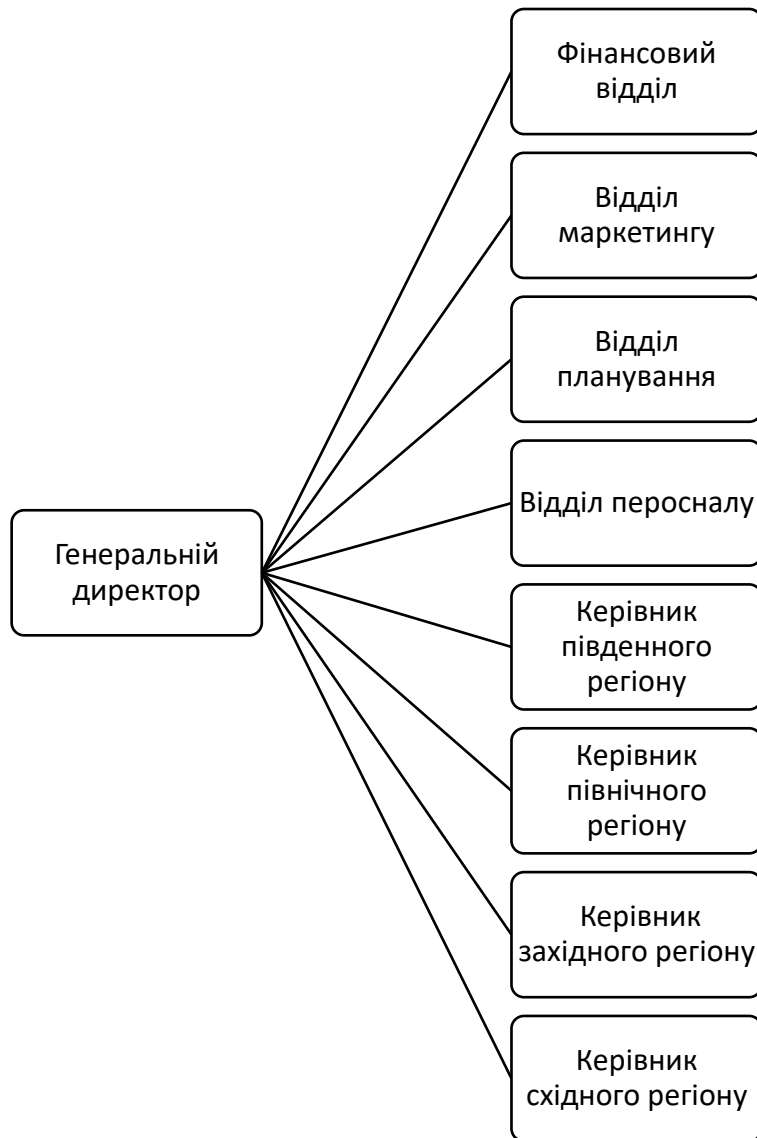 Фінансовий
відділ
Відділ
маркетингу
Відділ
планування
Відділ перосналу
Генеральній
директор
Керівник
південного
регіону
Керівник
північного
регіону
Керівник
західного регіону
Керівник
східного регіону